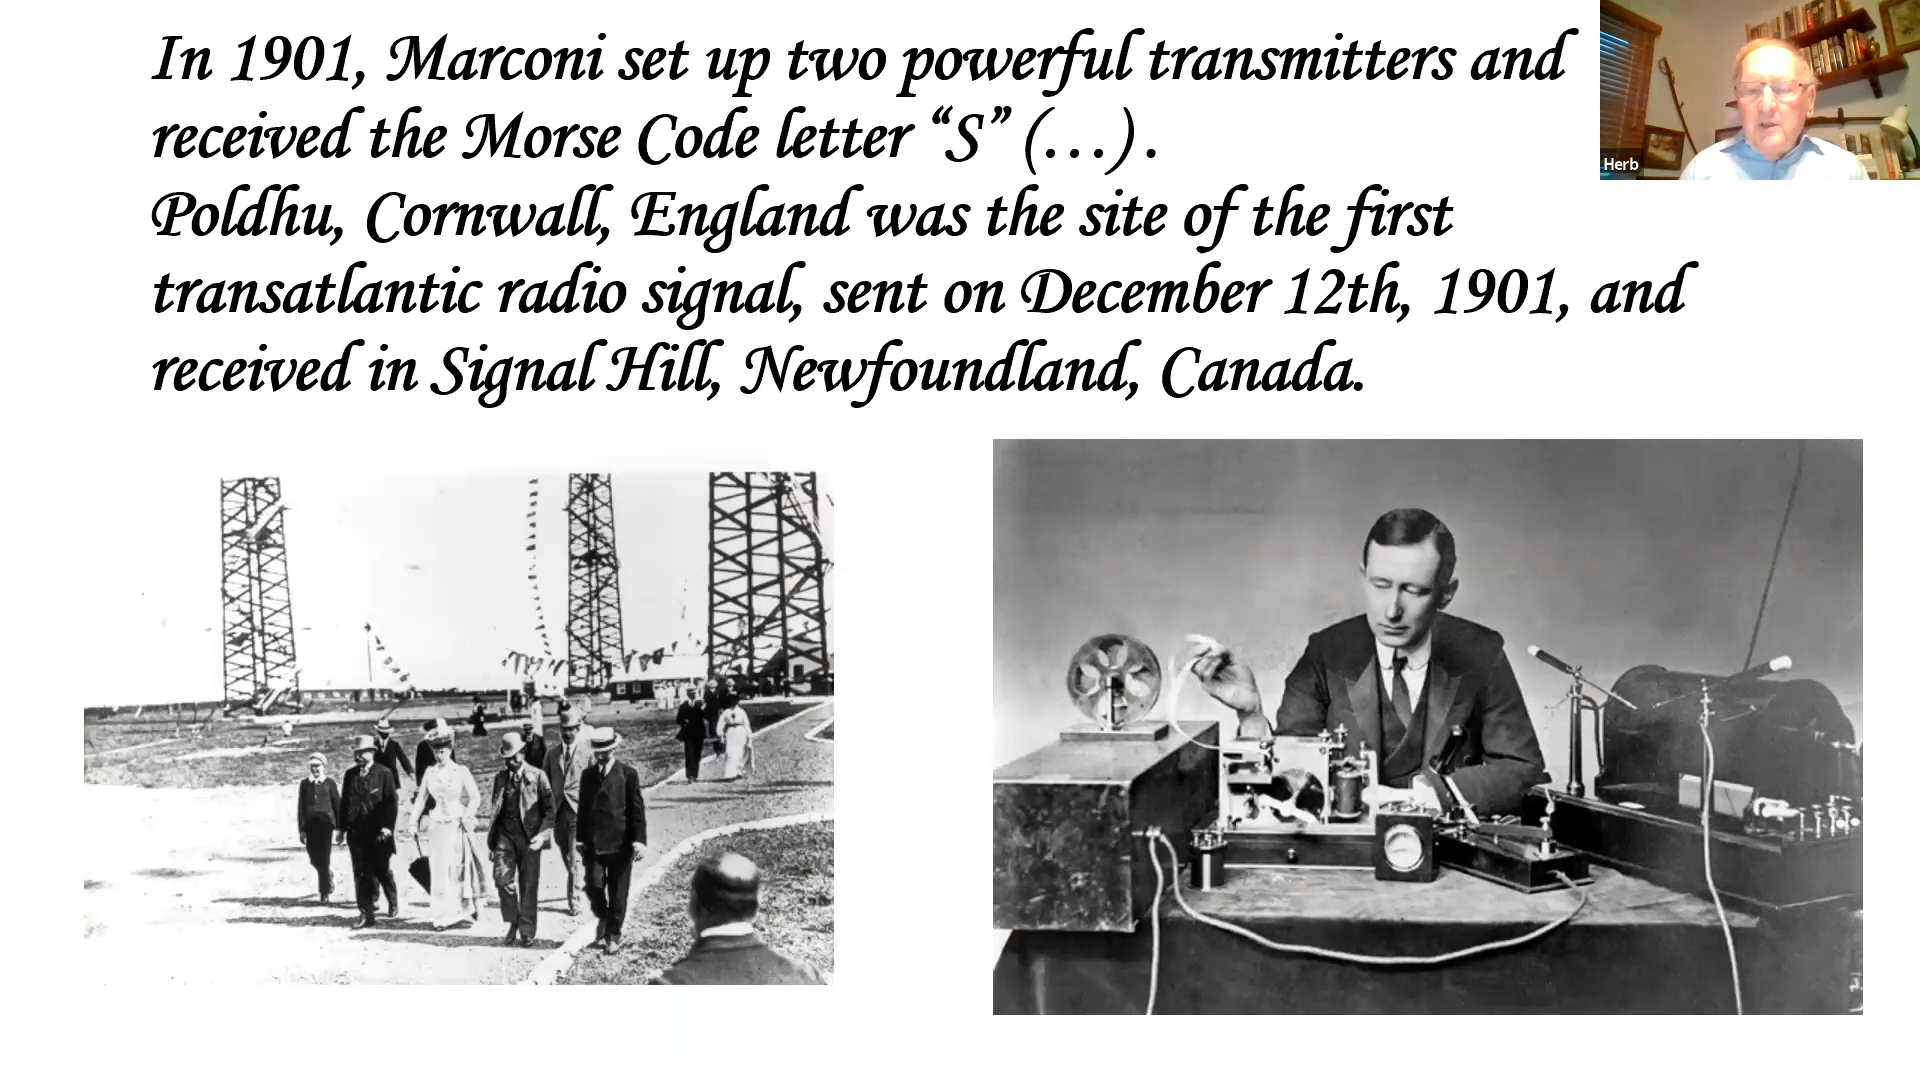 In 1901, Marconi set up two powerful transmitters and
received the Morse Code letter “S” (…) .
Poldhu, Cornwall, England was the site of the first
transatlantic radio signal, sent on December 12th, 1901, and
received in Signal Hill, Newfoundland, Canada.
Herb